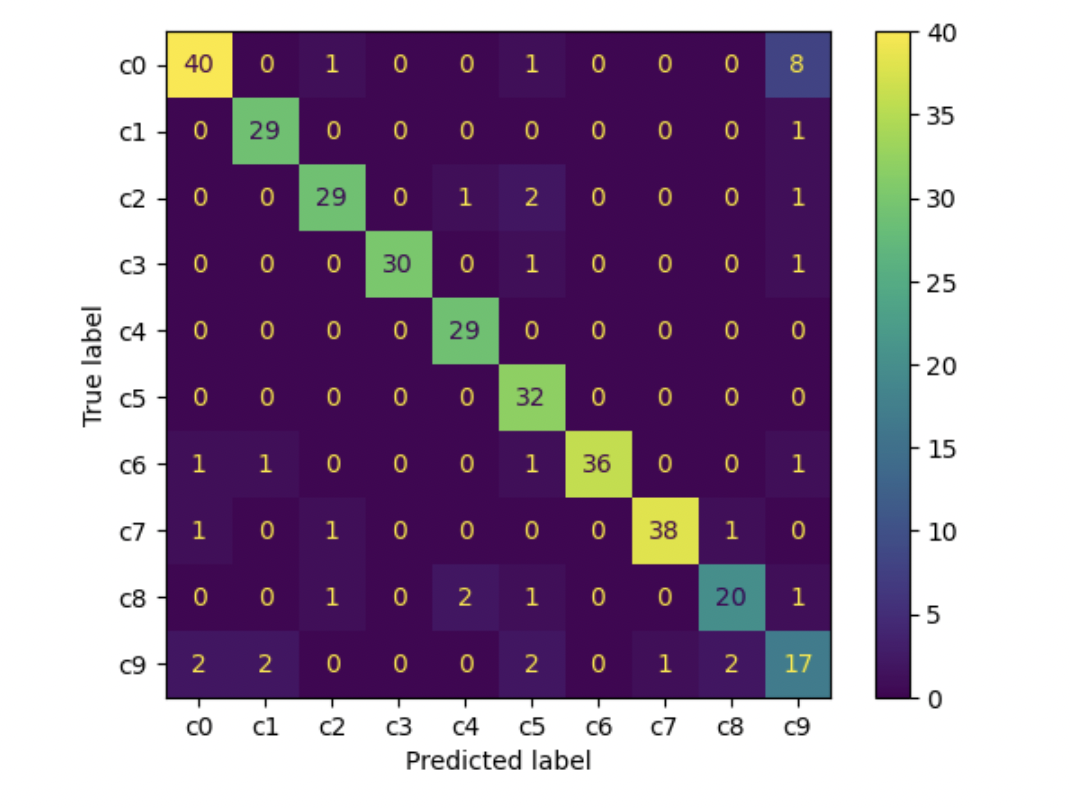 c0 40 0 1 0 0 1 0 0 0 8
c1 0 29 0 0 0 0 0 0 0 1
c2 0 0 29 0 1 2 0 0 0 1
c3 0 0 0 30 0 1 0 0 0 1
c4 0 0 0 0 29 0 0 0 0 0
c5 0 0 0 0 0 32 0 0 0 0
c6 1 1 0 0 0 1 36 0 0 1
c7 1 0 1 0 0 0 0 38 1 0
c8 0 0 1 0 2 1 0 0 20 1
c9 2 2 0 0 0 2 0 1 2 17
c0 c1 c2 c3 c4 c5 c6 c7 c8 c9
Predicted label
True label
40
35
30
25
20
15
10
5
0